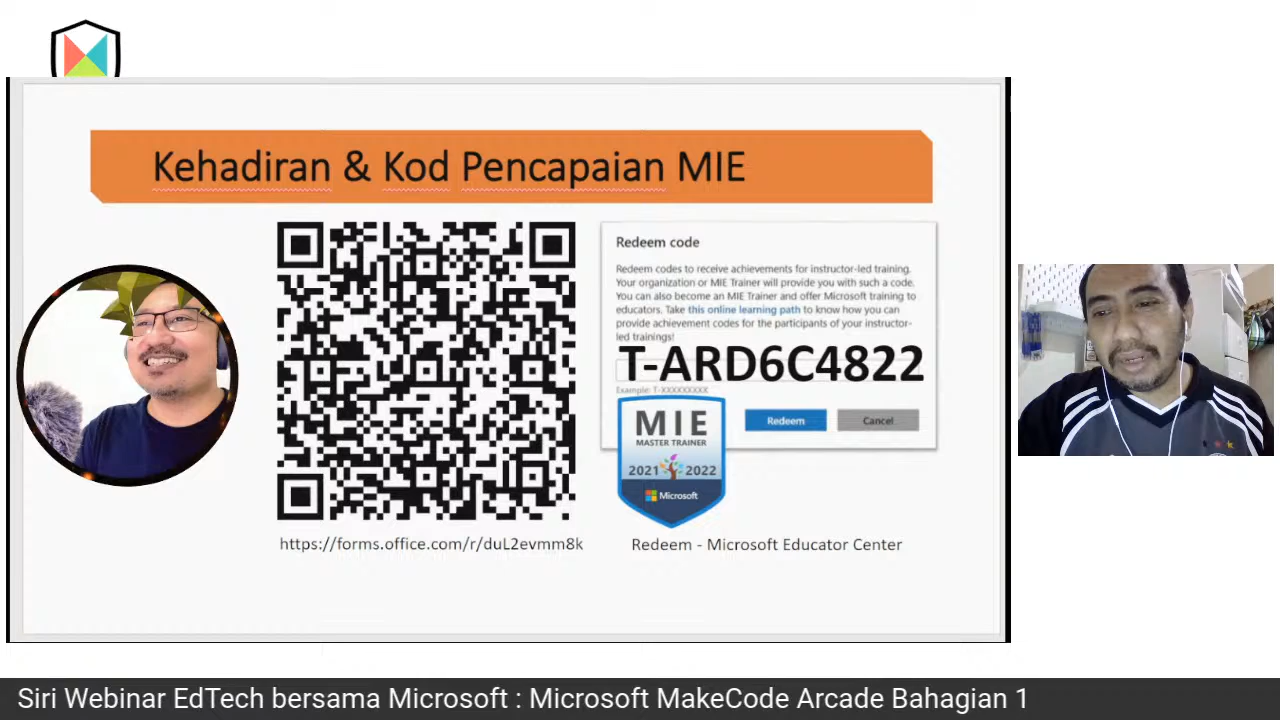 Kehadiran & Kod Pencapaian MIE
Redeem code
Redeem codes to receive achievements for instructor-led training.
Your organization or MIE Trainer will provide you with such a code.
You can also become an MIE Trainer and offer Microsoft training to
educators. Take this online learning path to know how you can
provide achievement codes for the participants of your instructor-
led trainings!
T-ARD6C4822
Example: T-XXXXXXXXX
Redeem
Cancel
MIE
MASTER TRAINER
2021 2022
Microsoft
https://forms.office.com/r/duL2evmm8k
Redeem - Microsoft Educator Center
Siri Webinar EdTech bersama Microsoft : Microsoft MakeCode Arcade Bahagian 1